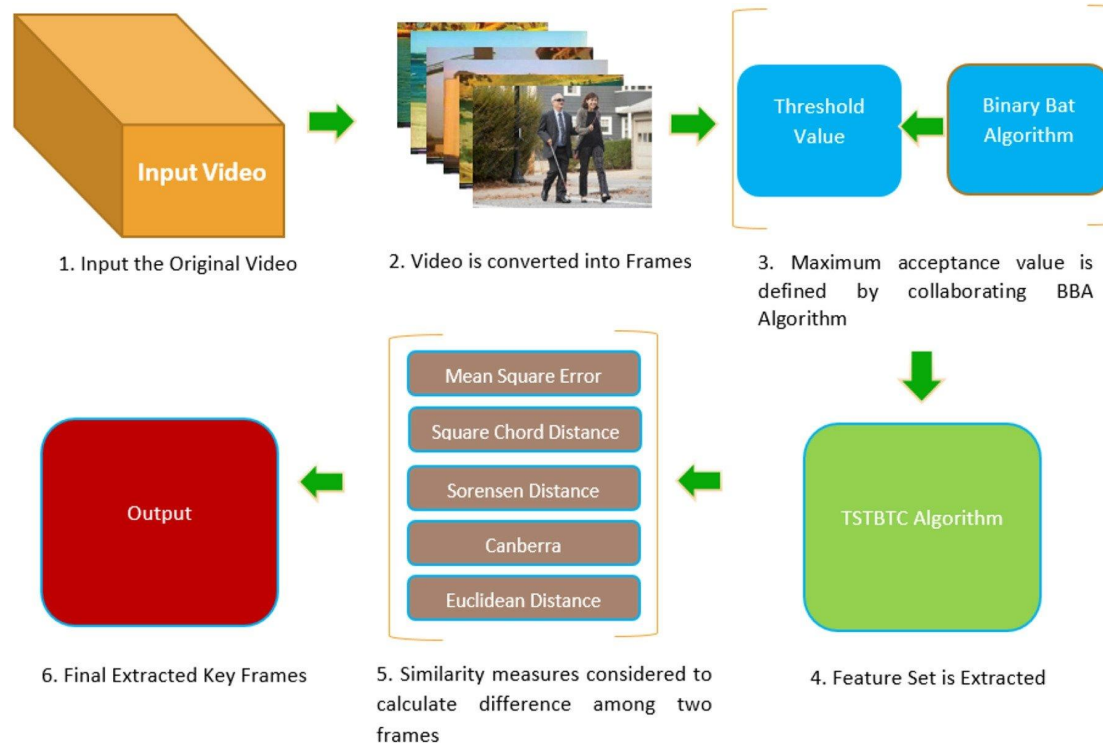 Input Video
1. Input the Original Video
2. Video is converted into Frames
Threshold
Value
Binary Bat
Algorithm
3. Maximum acceptance value is
defined by collaborating BBA
Algorithm
TSTBTC Algorithm
4. Feature Set is Extracted
Mean Square Error
Square Chord Distance
Sorensen Distance
Canberra
Euclidean Distance
5. Similarity measures considered to
calculate difference among two
frames
Output
6. Final Extracted Key Frames